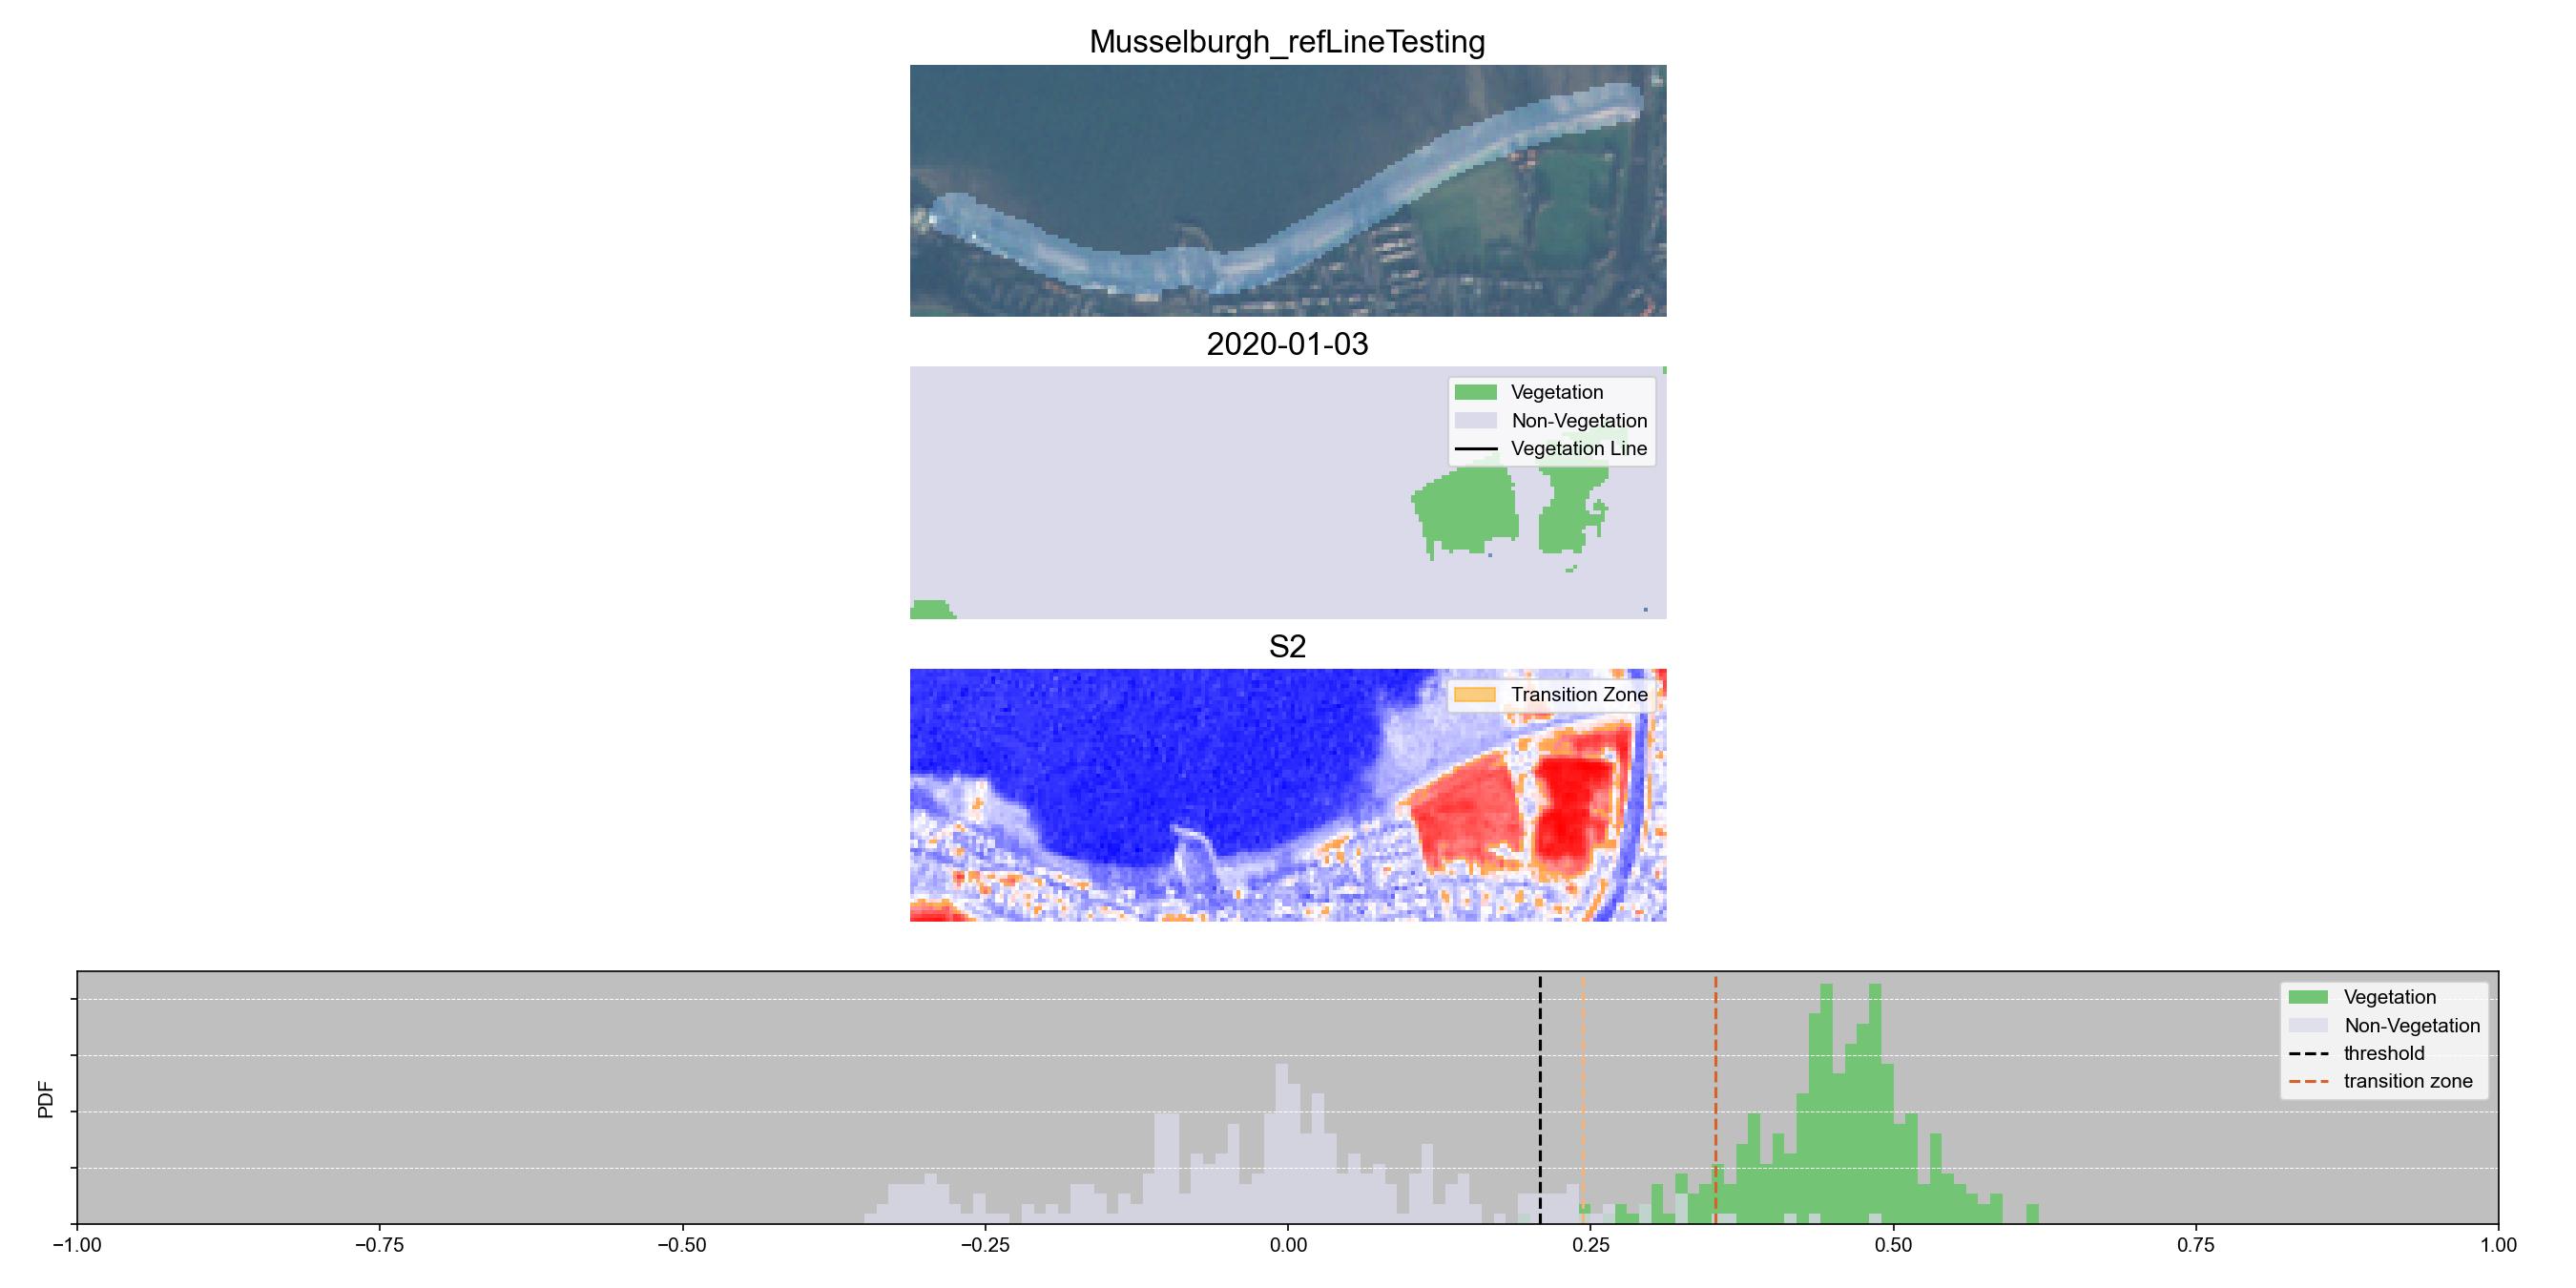 Musselburgh_refLineTesting
2020-01-03
Vegetation
Non-Vegetation
Vegetation Line
S2
Transition Zone
PDF
Vegetation
Non-Vegetation
threshold
transition zone
−1.00 −0.75 −0.50 −0.25 0.00 0.25 0.50 0.75 1.00